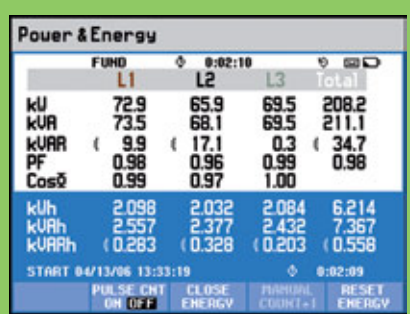 Power & Energy
FUND 0:02:10
L1 L2 L3 Total
kW 72.9 65.9 69.5 208.2
kVA 73.5 68.1 69.5 211.1
kVAR ( 9.9 ( 17.1 0.3 ( 34.7
PF 0.98 0.96 0.99 0.98
CosΦ 0.99 0.97 1.00
kWh 2.098 2.032 2.084 6.214
kVAh 2.557 2.377 2.432 7.367
kVARh ( 0.283 ( 0.328 ( 0.203 ( 0.558
START 04/13/06 13:33:19 0:02:09
PULSE CNT CLOSE MANUAL RESET
ON OFF ENERGY COUNT+1 ENERGY